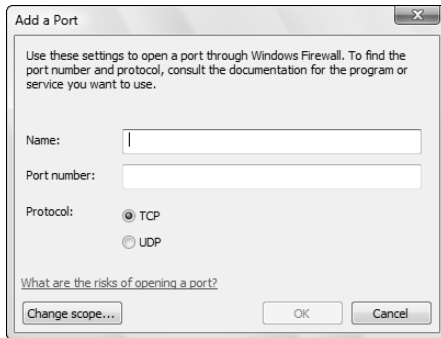 Add a Port
Use these settings to open a port through Windows Firewall. To find the
port number and protocol, consult the documentation for the program or
service you want to use.
Name:
Port number:
Protocol:
TCP
UDP
What are the risks of opening a port?
Change scope...
OK
Cancel